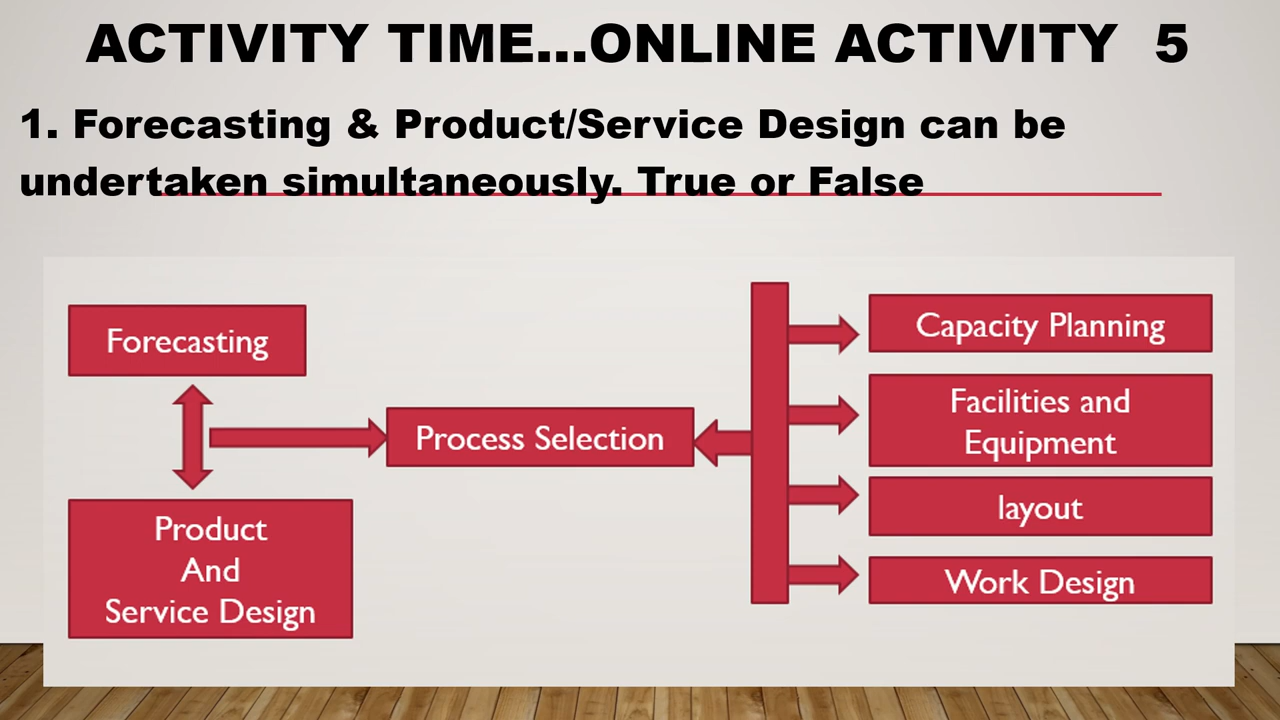 ACTIVITY TIME...ONLINE ACTIVITY 5
1. Forecasting & Product/Service Design can be
undertaken simultaneously. True or False
Forecasting
Product
And
Service Design
Process Selection
Capacity Planning
Facilities and
Equipment
layout
Work Design